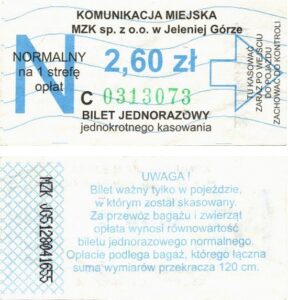 KOMUNIKACJA MIEJSKA
MZK sp. z o.o. w Jeleniej Górze
N
NORMALNY
na 1 strefę
opłat
2,60 zł
C 0313073
BILET JEDNORAZOWY
jednokrotnego kasowania
TU KASOWAĆ
ZARAZ PO WEJŚCIU
DO POJAZDU
ZACHOWAĆ DO KONTROLI
MZK J05128041655
UWAGA !
Bilet ważny tylko w pojeździe,
w którym został skasowany.
Za przewóz bagażu i zwierząt
opłata wynosi równowartość
biletu jednorazowego normalnego.
Opłacie podlega bagaż, którego łączna
suma wymiarów przekracza 120 cm.